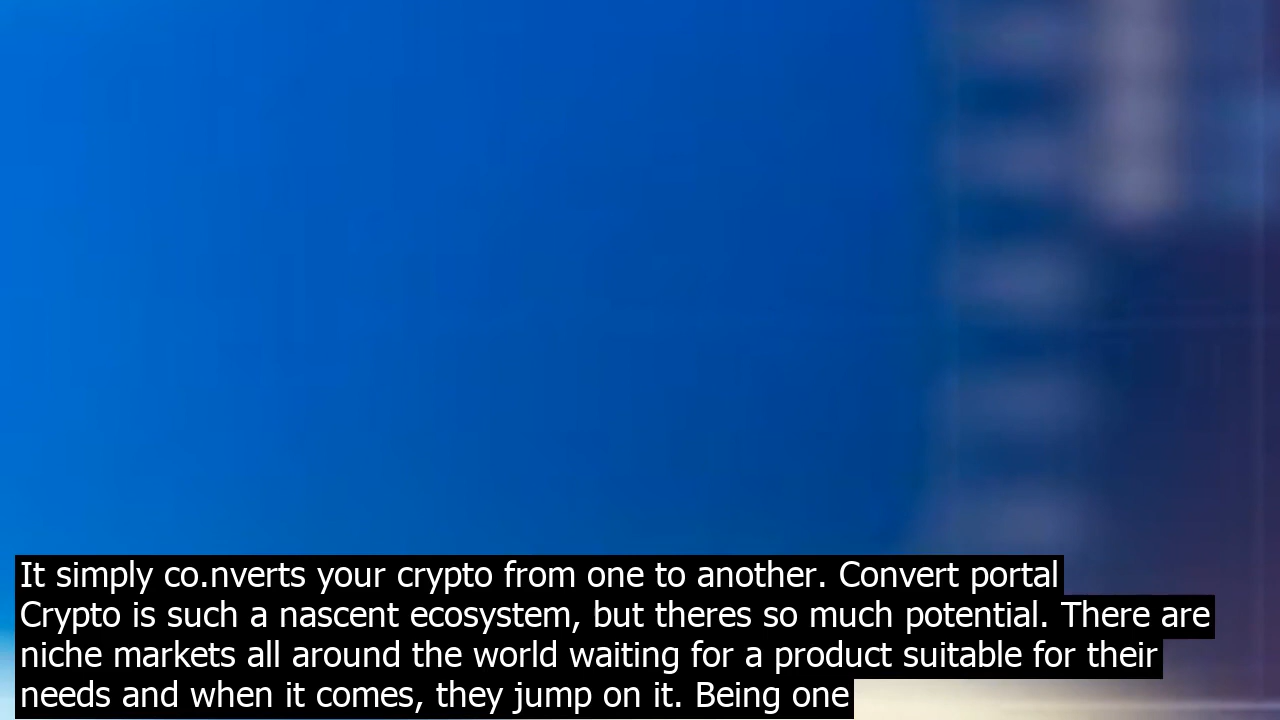 It simply co.nverts your crypto from one to another. Convert portal
Crypto is such a nascent ecosystem, but theres so much potential. There are
niche markets all around the world waiting for a product suitable for their
needs and when it comes, they jump on it. Being one